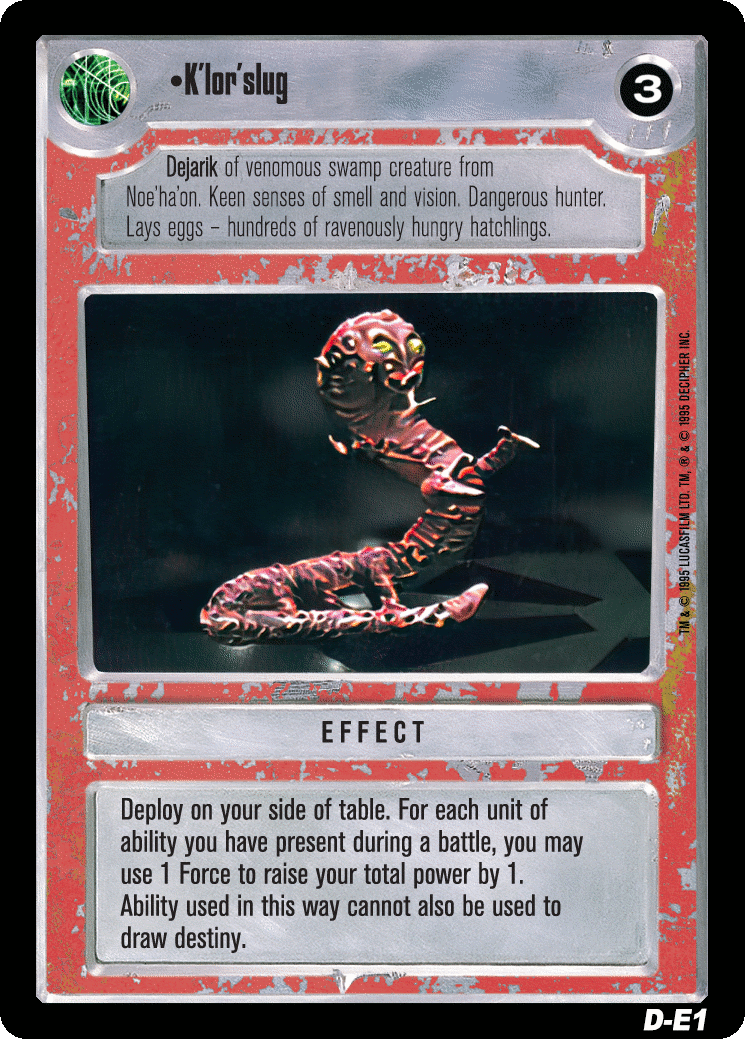 •K'lor'slug
3
Dejarik of venomous swamp creature from
Noe'ha'on. Keen senses of smell and vision. Dangerous hunter.
Lays eggs – hundreds of ravenously hungry hatchlings.
TM & © 1995 LUCASFILM LTD. TM, ® & © 1995 DECIPHER INC.
EFFECT
Deploy on your side of table. For each unit of
ability you have present during a battle, you may
use 1 Force to raise your total power by 1.
Ability used in this way cannot also be used to
draw destiny.
D-E1